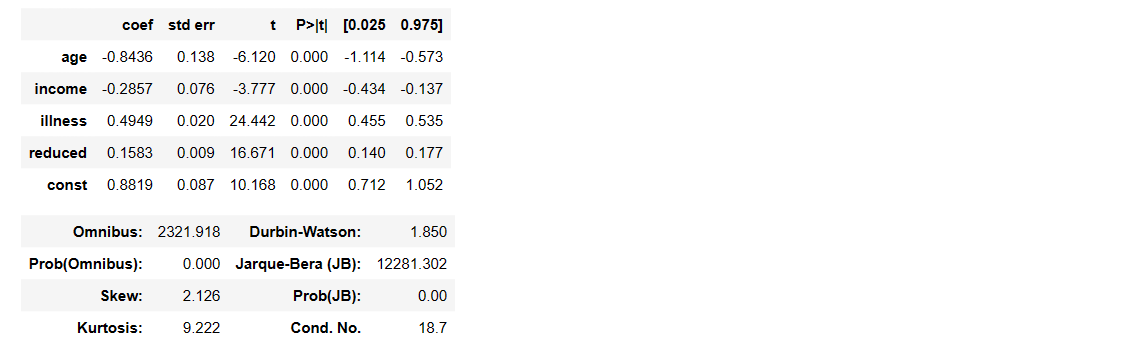 coef std err t P>|t| [0.025 0.975]
age -0.8436 0.138 -6.120 0.000 -1.114 -0.573
income -0.2857 0.076 -3.777 0.000 -0.434 -0.137
illness 0.4949 0.020 24.442 0.000 0.455 0.535
reduced 0.1583 0.009 16.671 0.000 0.140 0.177
const 0.8819 0.087 10.168 0.000 0.712 1.052
Omnibus: 2321.918 Durbin-Watson: 1.850
Prob(Omnibus): 0.000 Jarque-Bera (JB): 12281.302
Skew: 2.126 Prob(JB): 0.00
Kurtosis: 9.222 Cond. No. 18.7